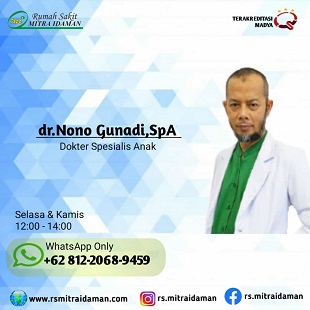 Rumah Sakit
MITRA IDAMAN
TERAKREDITASI
MADYA
dr.Nono Gunadi,SpA
Dokter Spesialis Anak
Selasa & Kamis
12:00 - 14:00
WhatsApp Only
+62 812-2068-9459
www.rsmitraidaman.com
rs.mitraidaman
rs.mitraidaman